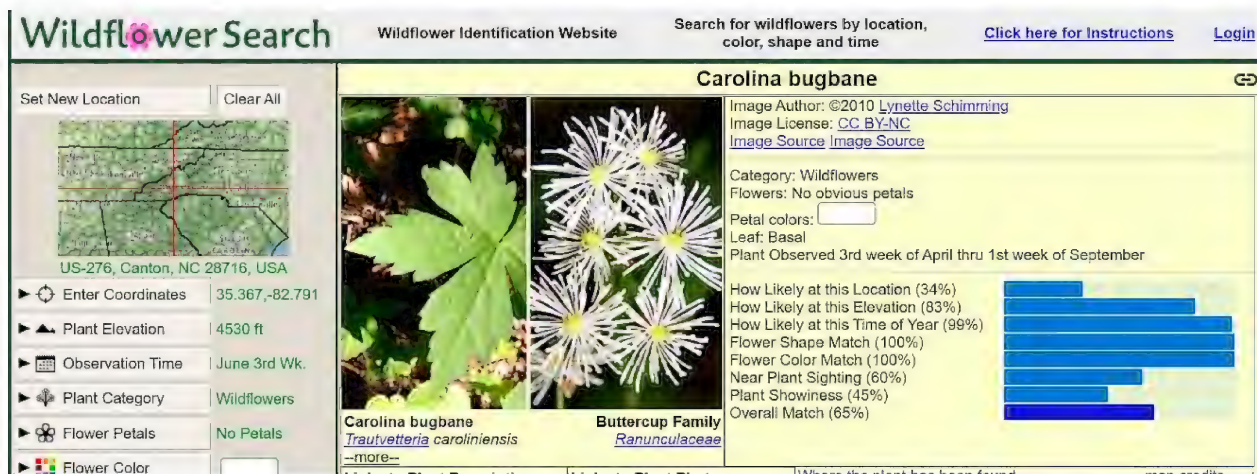 Wildflower Search
Wildflower Identification Website
Search for wildflowers by location,
color, shape and time
Click here for Instructions
Login
Set New Location
Clear All
US-276, Canton, NC 28716, USA
Enter Coordinates 35.367,-82.791
Plant Elevation 4530 ft
Observation Time June 3rd Wk.
Plant Category Wildflowers
Flower Petals No Petals
Flower Color
Carolina bugbane
Carolina bugbane Buttercup Family
Trautvetteria caroliniensis Ranunculaceae
--more--
Image Author: ©2010 Lynette Schimming
Image License: CC BY-NC
Image Source Image Source
Category: Wildflowers
Flowers: No obvious petals
Petal colors:
Leaf: Basal
Plant Observed 3rd week of April thru 1st week of September
How Likely at this Location (34%)
How Likely at this Elevation (83%)
How Likely at this Time of Year (99%)
Flower Shape Match (100%)
Flower Color Match (100%)
Near Plant Sighting (60%)
Plant Showiness (45%)
Overall Match (65%)
Where the plant has been found